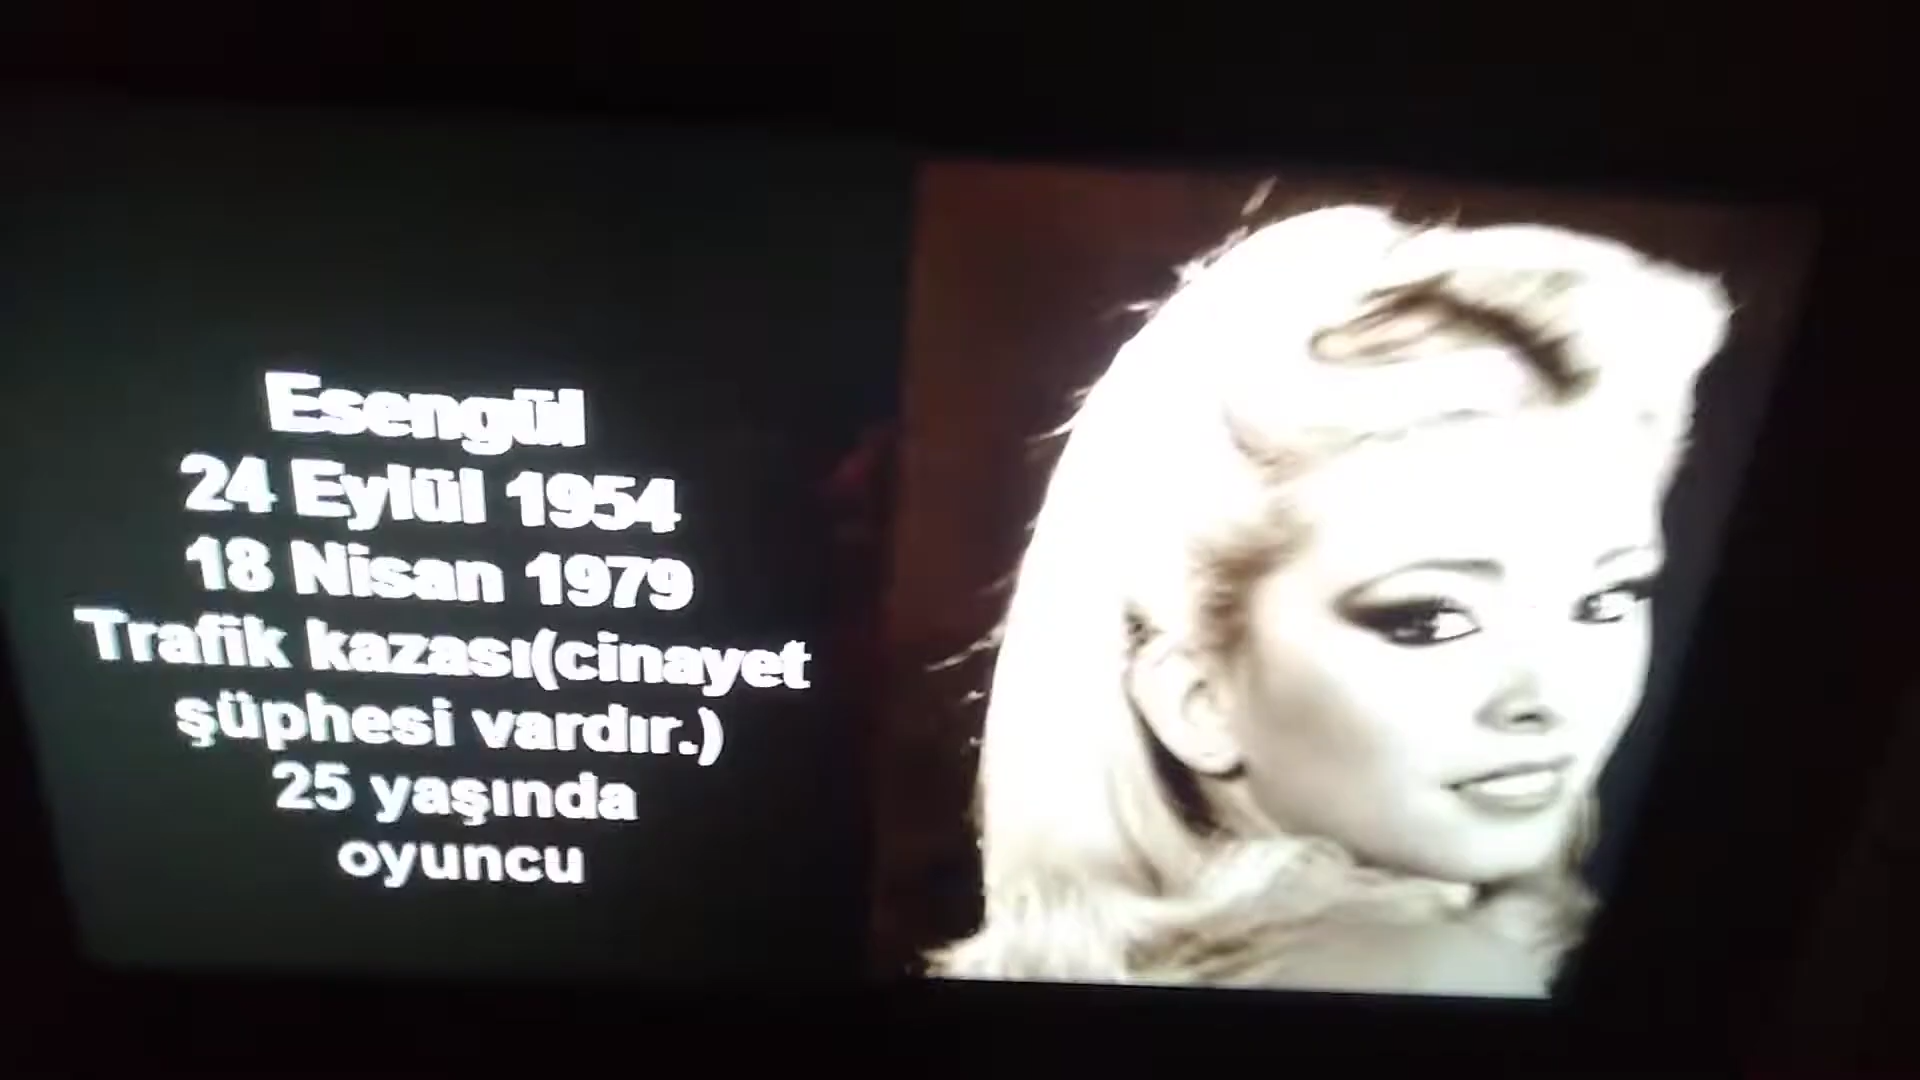 Esengül
24 Eylül 1954
18 Nisan 1979
Trafik kazası(cinayet
şüphesi vardır.)
25 yaşında
oyuncu